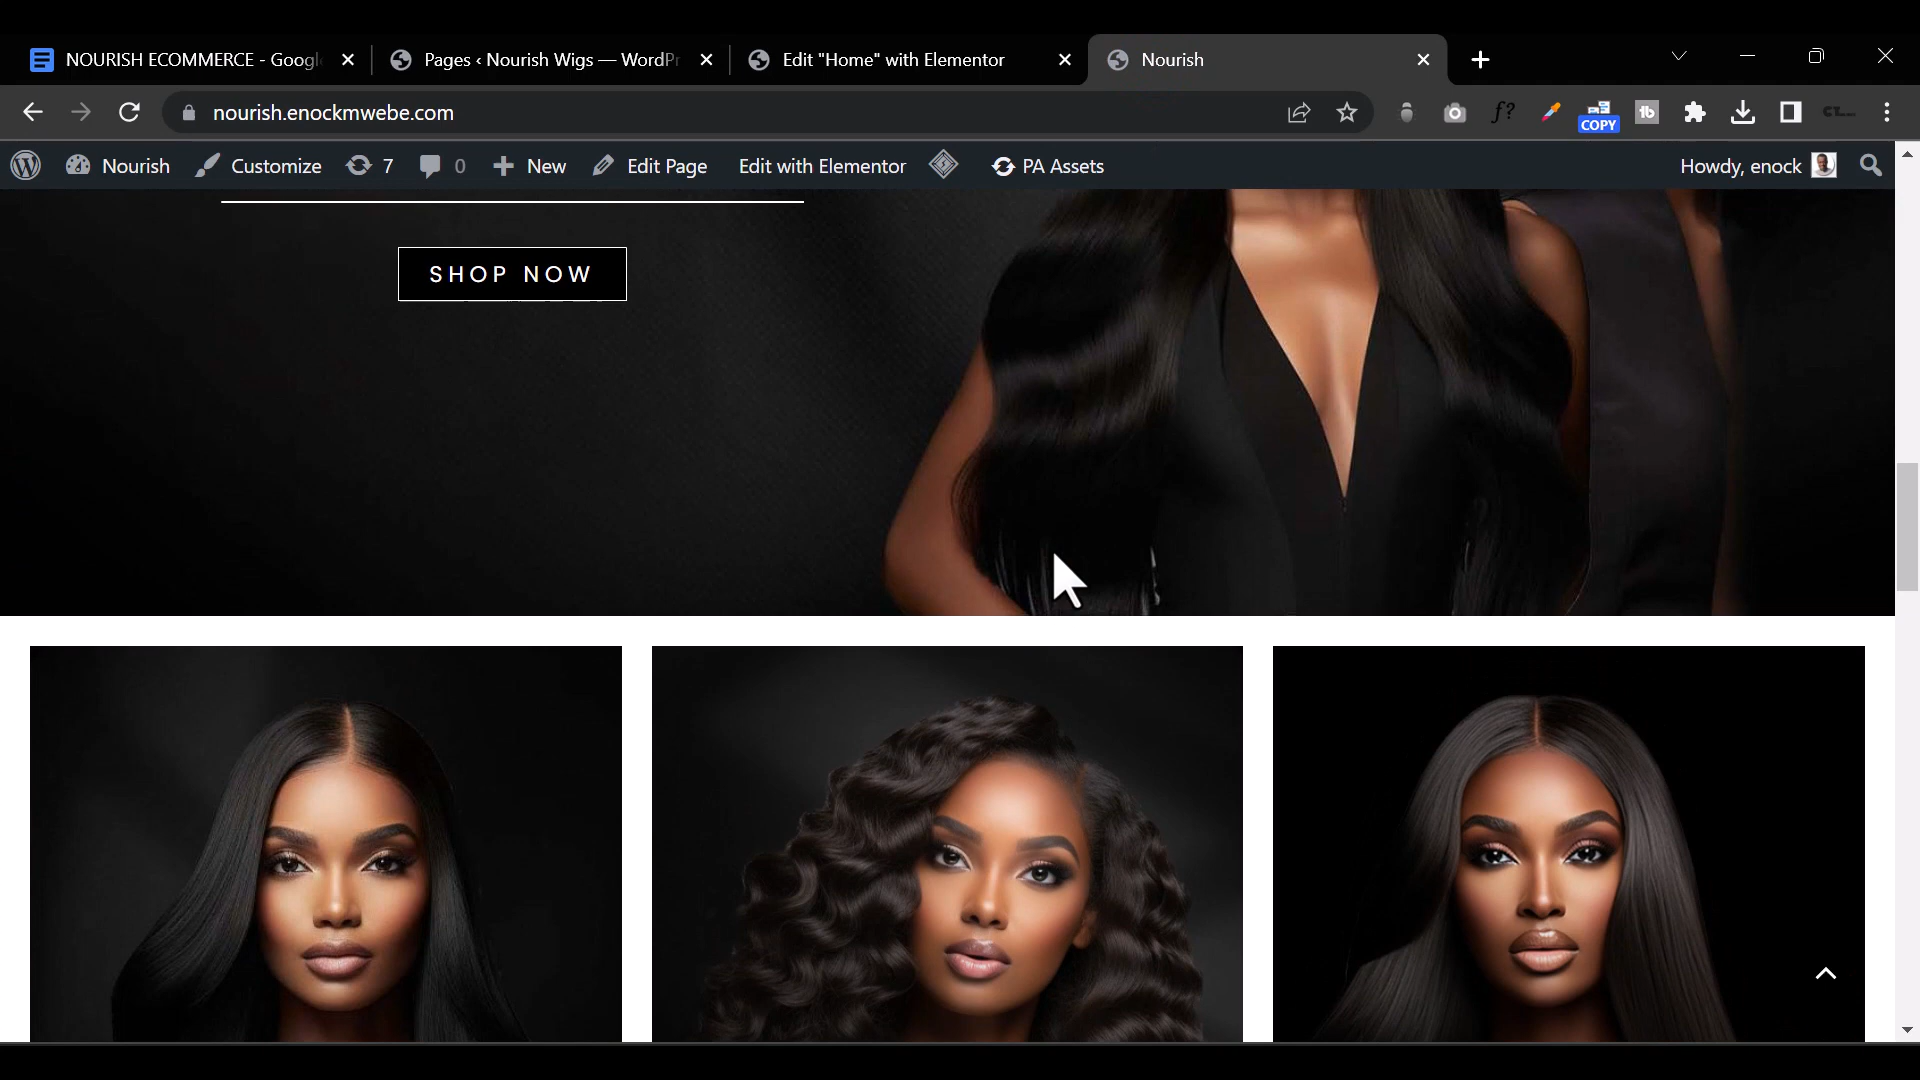 NOURISH ECOMMERCE - Googl
Pages ‹ Nourish Wigs — WordPr
Edit "Home" with Elementor
Nourish
nourish.enockmwebe.com
f?
COPY
tb
Nourish
Customize
7
0
New
Edit Page
Edit with Elementor
PA Assets
Howdy, enock
SHOP NOW